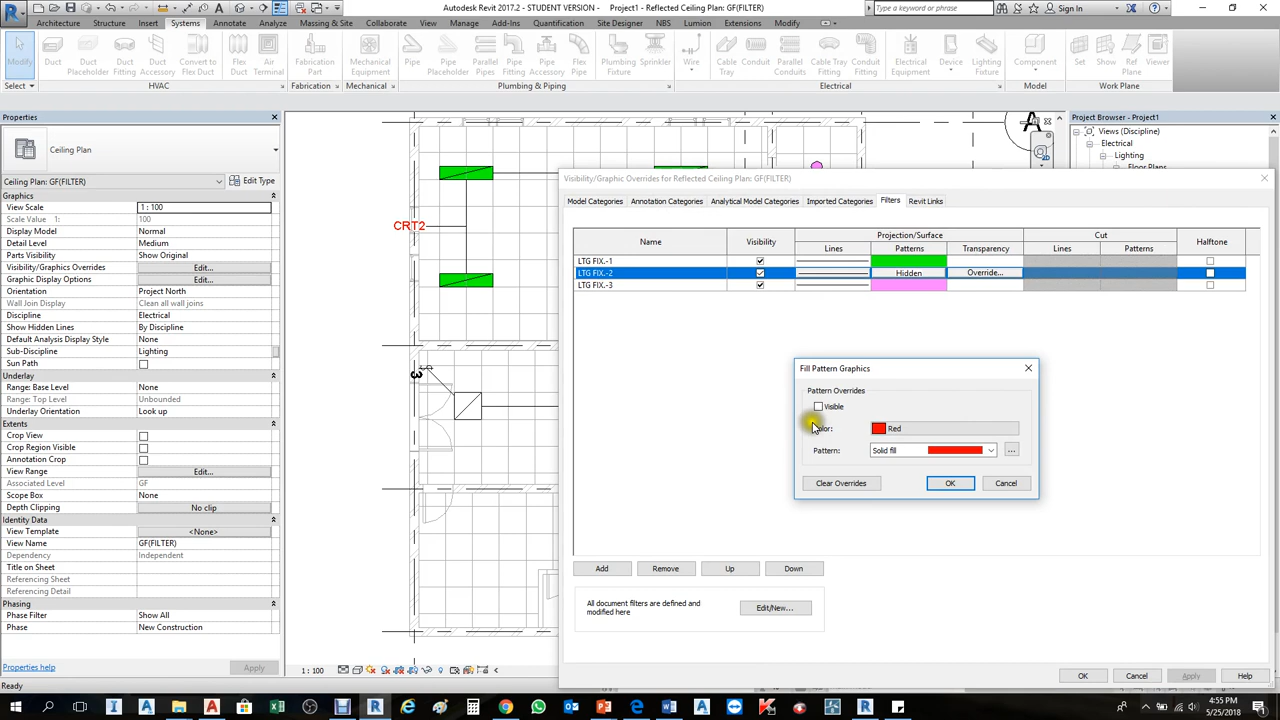 Autodesk Revit 2017.2 - STUDENT VERSION - Project1 - Reflected Ceiling Plan: GF(FILTER)
Type a keyword or phrase
Sign In
Architecture Structure Insert Systems Annotate Analyze Massing & Site Collaborate View Manage Add-Ins Quantification Site Designer NBS Lumion Extensions Modify
Modify
Duct
Duct Placeholder
Duct Fitting
Duct Accessory
Convert to Flex Duct
Flex Duct
Air Terminal
Fabrication Part
Mechanical Equipment
Pipe
Pipe Placeholder
Parallel Pipes
Pipe Fitting
Pipe Accessory
Flex Pipe
Plumbing Fixture
Sprinkler
Wire
Cable Tray
Conduit
Parallel Conduits
Cable Tray Fitting
Conduit Fitting
Electrical Equipment
Device
Lighting Fixture
Component
Set
Show
Ref Plane
Viewer
Select
HVAC
Fabrication
Mechanical
Plumbing & Piping
Electrical
Model
Work Plane
Properties
Ceiling Plan
Ceiling Plan: GF(FILTER)
Edit Type
Graphics
View Scale 1 : 100
Scale Value 1: 100
Display Model Normal
Detail Level Medium
Parts Visibility Show Original
Visibility/Graphic Overrides Edit...
Graphic Display Options Edit...
Orientation Project North
Wall Join Display Clean all wall joins
Discipline Electrical
Show Hidden Lines By Discipline
Default Analysis Display Style None
Sub-Discipline Lighting
Sun Path
Underlay
Range: Base Level None
Range: Top Level Unbounded
Underlay Orientation Look up
Extents
Crop View
Crop Region Visible
Annotation Crop
View Range Edit...
Associated Level GF
Scope Box None
Depth Clipping No clip
Identity Data
View Template <None>
View Name GF(FILTER)
Dependency Independent
Title on Sheet
Referencing Sheet
Referencing Detail
Phasing
Phase Filter Show All
Phase New Construction
Properties help
Apply
CRT2
3
A
1 : 100
Project Browser - Project1
Views (Discipline)
Electrical
Lighting
Floor Plans
Visibility/Graphic Overrides for Reflected Ceiling Plan: GF(FILTER)
Model Categories Annotation Categories Analytical Model Categories Imported Categories Filters Revit Links
Name Visibility Projection/Surface Cut Halftone
Lines Patterns Transparency Lines Patterns
LTG FIX.-1
LTG FIX.-2 Hidden Override...
LTG FIX.-3
Fill Pattern Graphics
Pattern Overrides
Visible
Color: Red
Pattern: Solid fill
...
Clear Overrides OK Cancel
Add Remove Up Down
All document filters are defined and modified here
Edit/New...
OK Cancel Apply Help
Ready
4:55 PM
5/25/2018